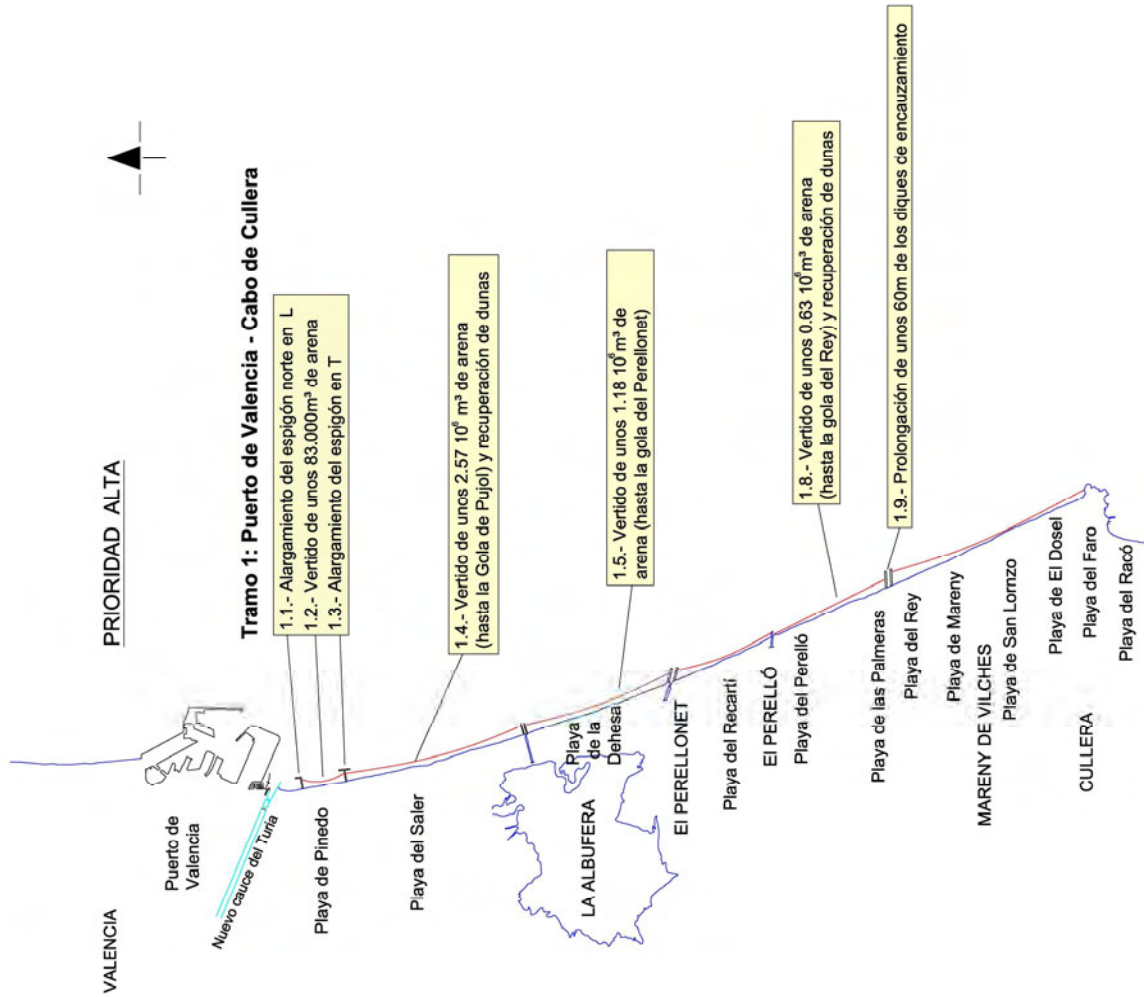 PRIORIDAD ALTA
Tramo 1: Puerto de Valencia - Cabo de Cullera
1.1.- Alargamiento del espigón norte en L
1.2.- Vertido de unos 83.000m³ de arena
1.3.- Alargamiento del espigón en T
1.4.- Vertido de unos 2.57 10⁶ m³ de arena
(hasta la Gola de Pujol) y recuperación de dunas
1.5.- Vertido de unos 1.18 10⁶ m³ de
arena (hasta la gola del Perellonet)
1.8.- Vertido de unos 0.63 10⁶ m³ de arena
(hasta la gola del Rey) y recuperación de dunas
1.9.- Prolongación de unos 60m de los diques de encauzamiento
VALENCIA
Puerto de
Valencia
Nuevo cauce del Turia
Playa de Pinedo
Playa del Saler
LA ALBUFERA
Playa
de la
Dehesa
El PERELLONET
Playa del Recartí
El PERELLÓ
Playa del Perelló
Playa de las Palmeras
Playa del Rey
Playa de Mareny
MARENY DE VILCHES
Playa de San Lornzo
Playa de El Dosel
CULLERA
Playa del Faro
Playa del Racó